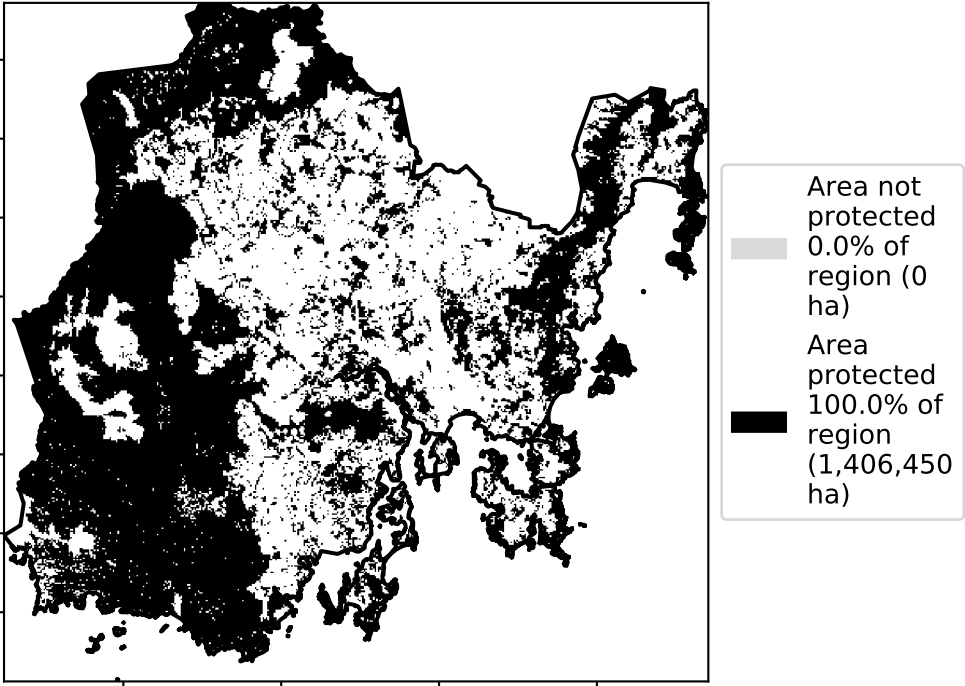 Area not
protected
0.0% of
region (0
ha)
Area
protected
100.0% of
region
(1,406,450
ha)